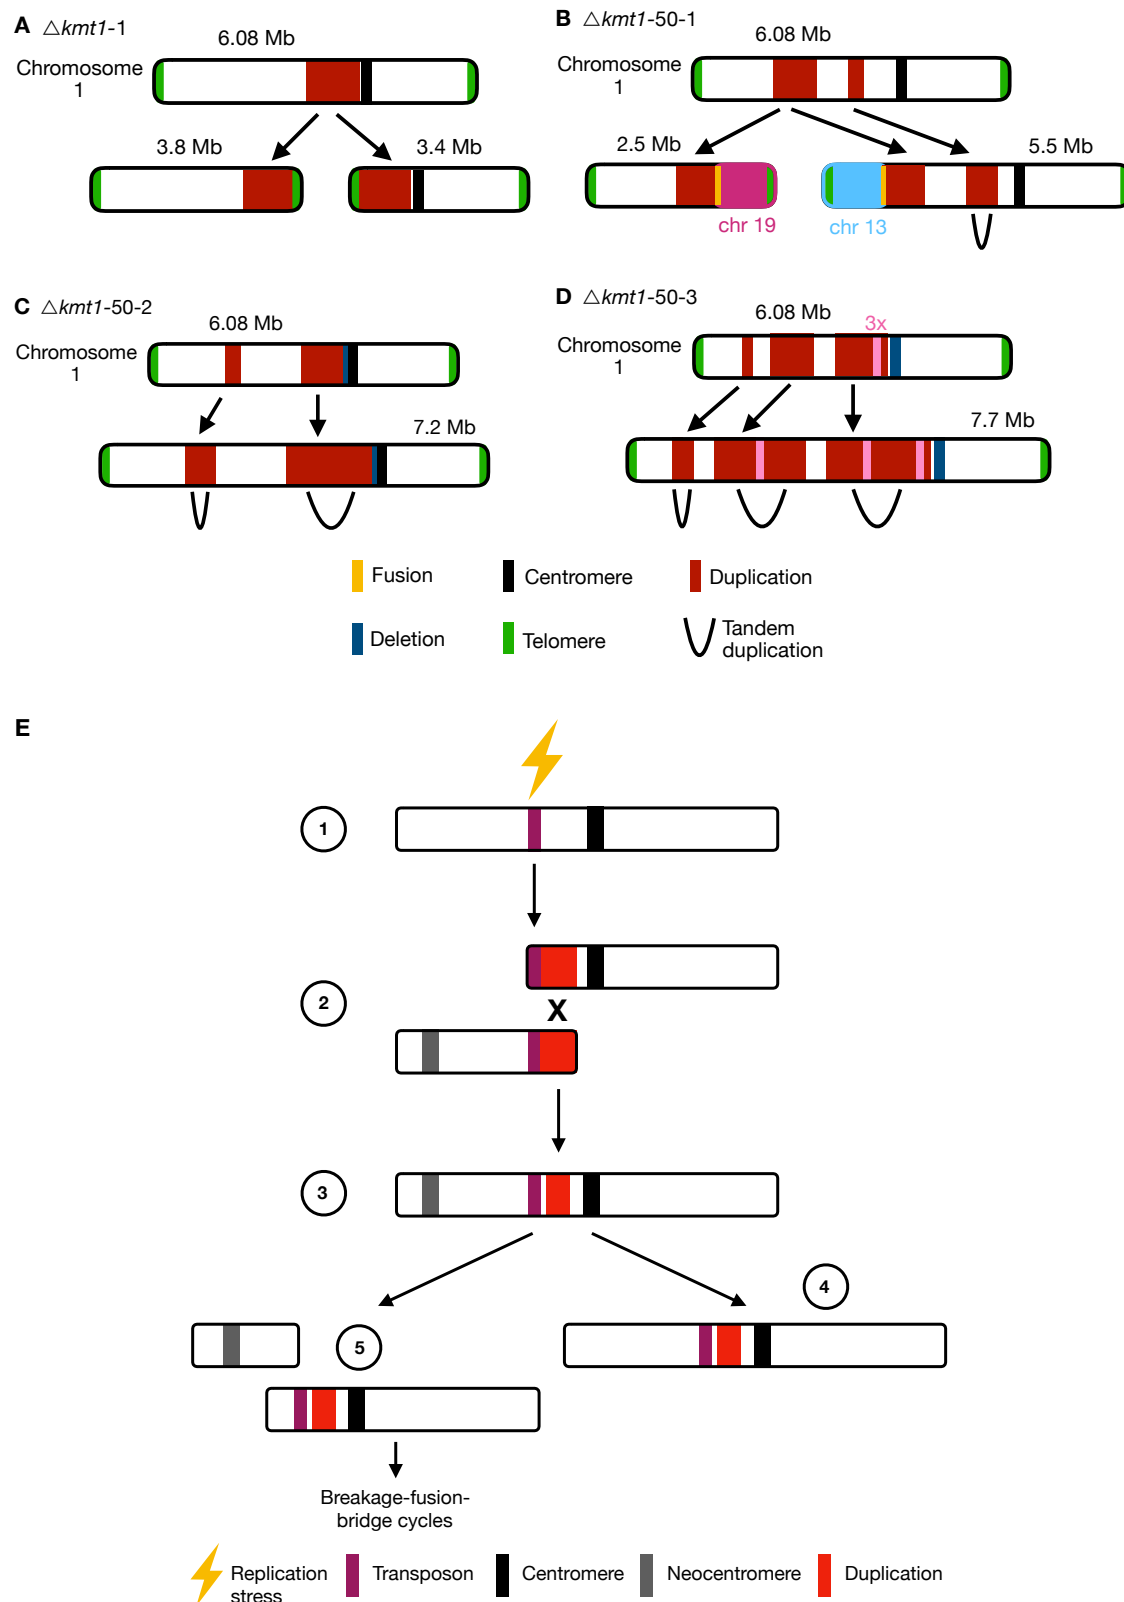 A △kmt1-1
6.08 Mb
Chromosome
1
3.8 Mb
3.4 Mb
B △kmt1-50-1
6.08 Mb
Chromosome
1
2.5 Mb
5.5 Mb
chr 19
chr 13
C △kmt1-50-2
6.08 Mb
Chromosome
1
7.2 Mb
D △kmt1-50-3
6.08 Mb
3x
Chromosome
1
7.7 Mb
Fusion
Centromere
Duplication
Deletion
Telomere
Tandem
duplication
E
1
2
X
3
4
5
Breakage-fusion-
bridge cycles
Replication
stress
Transposon
Centromere
Neocentromere
Duplication